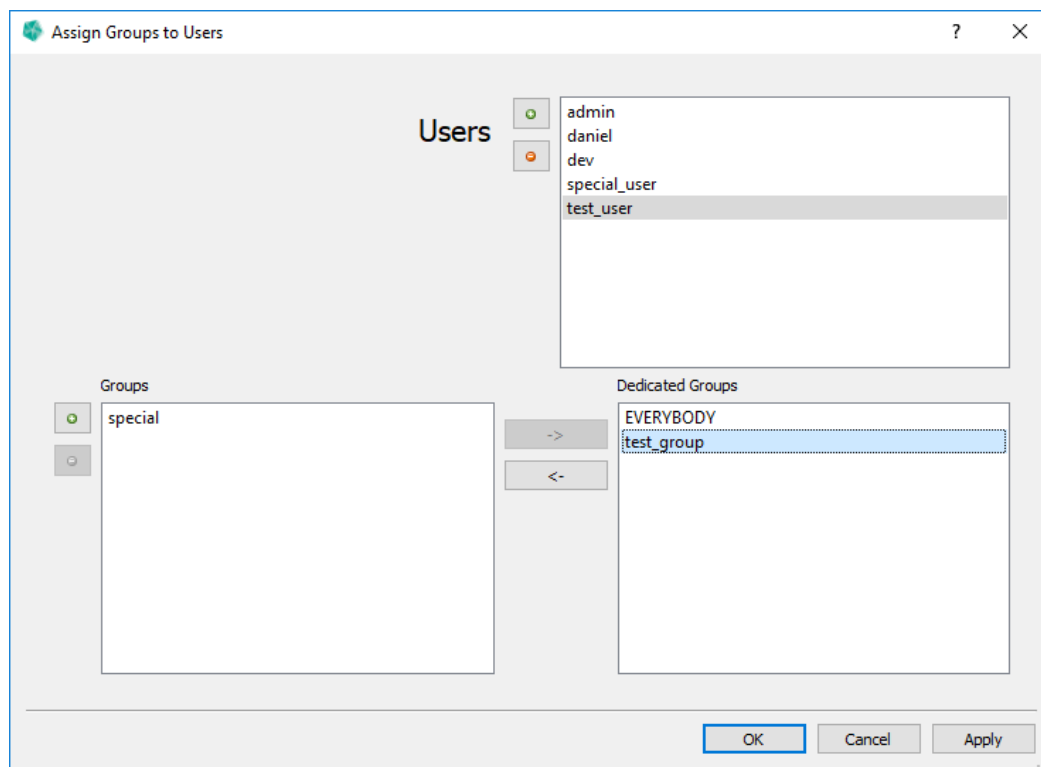 Assign Groups to Users
?
Users
admin
daniel
dev
special_user
test_user
Groups
special
->
<-
Dedicated Groups
EVERYBODY
test_group
OK
Cancel
Apply